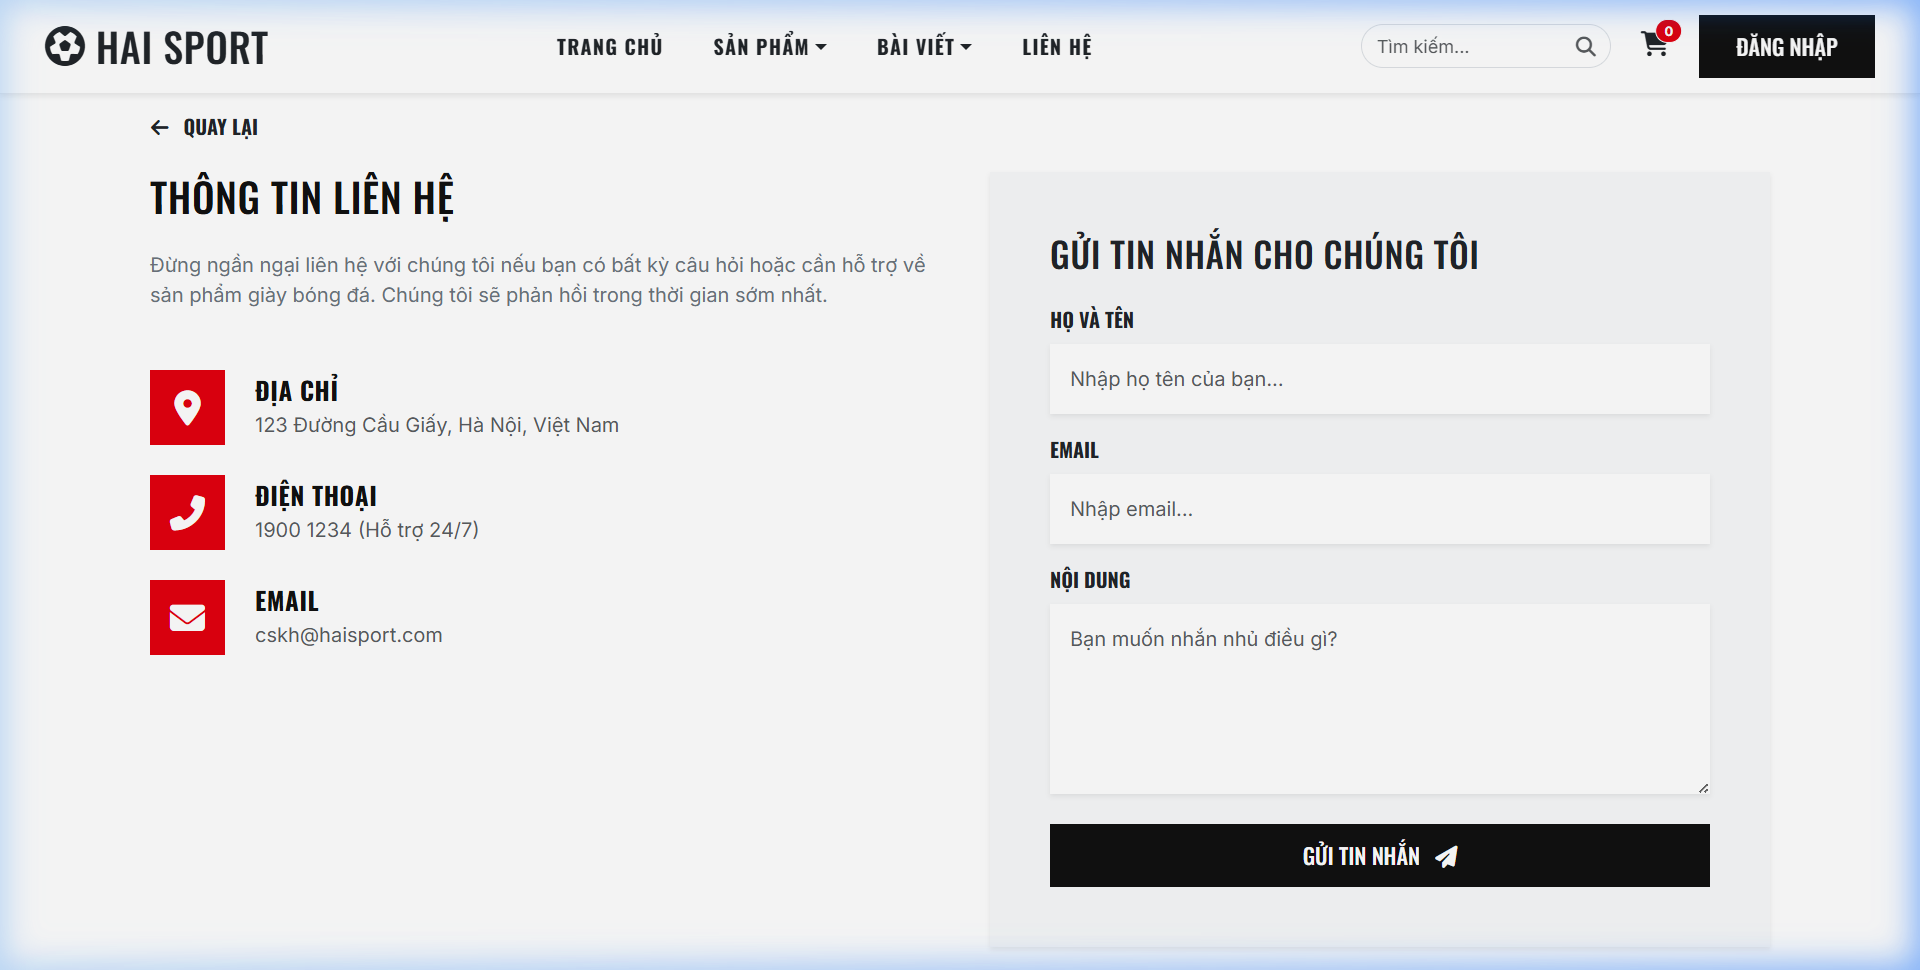 HAI SPORT
TRANG CHỦ
SẢN PHẨM
BÀI VIẾT
LIÊN HỆ
Tìm kiếm...
0
ĐĂNG NHẬP
QUAY LẠI
THÔNG TIN LIÊN HỆ
Đừng ngần ngại liên hệ với chúng tôi nếu bạn có bất kỳ câu hỏi hoặc cần hỗ trợ về
sản phẩm giày bóng đá. Chúng tôi sẽ phản hồi trong thời gian sớm nhất.
ĐỊA CHỈ
123 Đường Cầu Giấy, Hà Nội, Việt Nam
ĐIỆN THOẠI
1900 1234 (Hỗ trợ 24/7)
EMAIL
cskh@haisport.com
GỬI TIN NHẮN CHO CHÚNG TÔI
HỌ VÀ TÊN
Nhập họ tên của bạn...
EMAIL
Nhập email...
NỘI DUNG
Bạn muốn nhắn nhủ điều gì?
GỬI TIN NHẮN